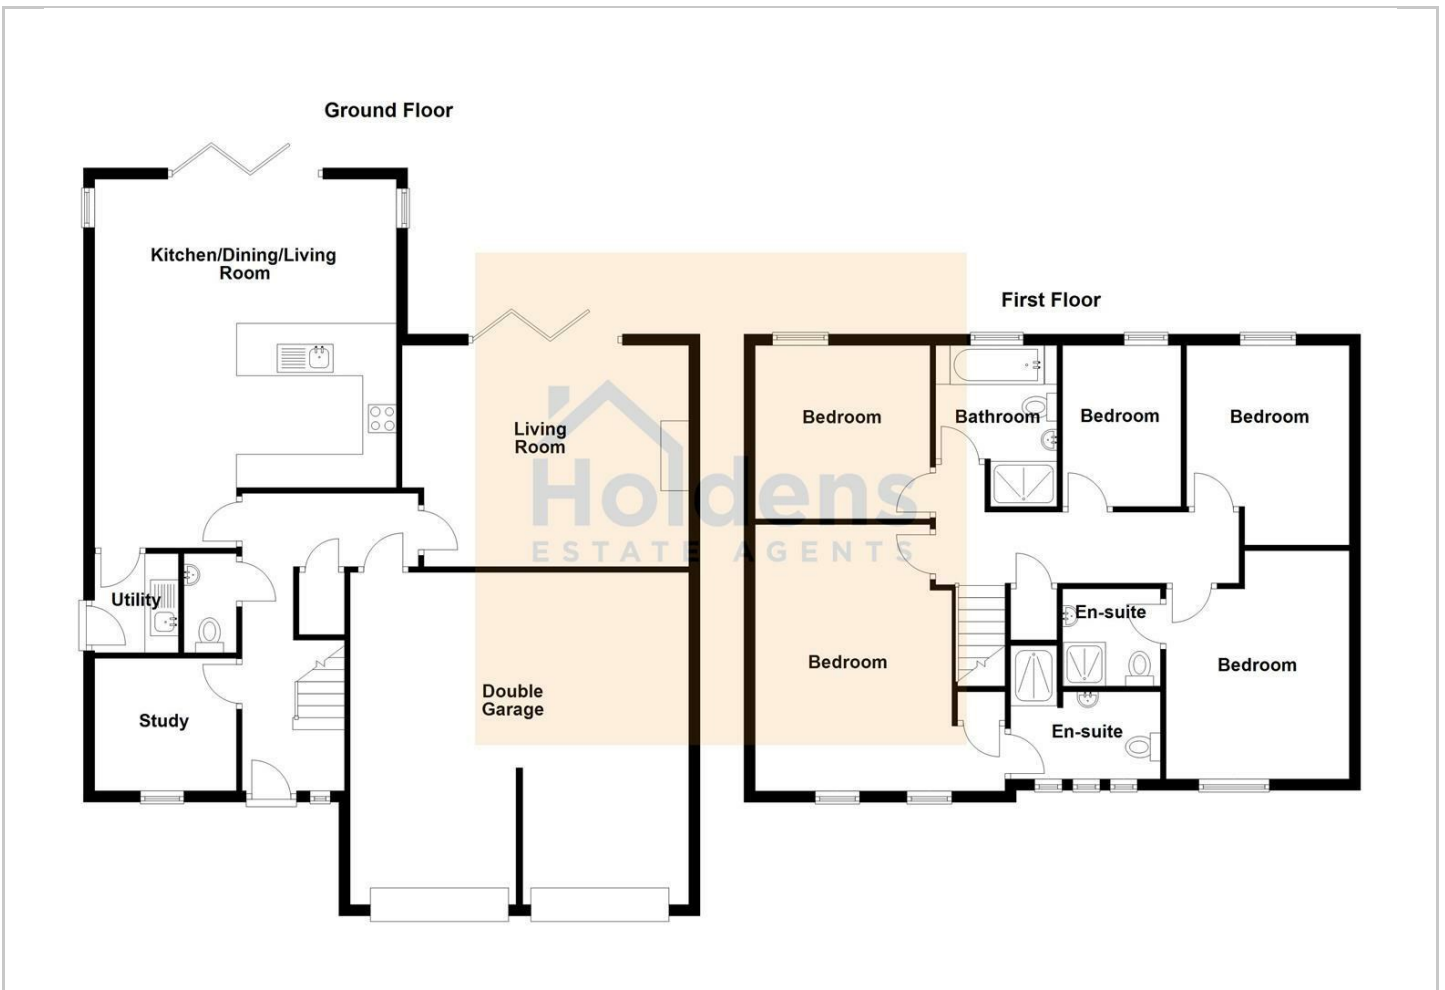 Ground Floor
Kitchen/Dining/Living
Room
Living
Room
Utility
Study
Double
Garage
First Floor
Bedroom
Bathroom
Bedroom
Bedroom
Bedroom
En-suite
Bedroom
En-suite
Holdens
ESTATE AGENTS